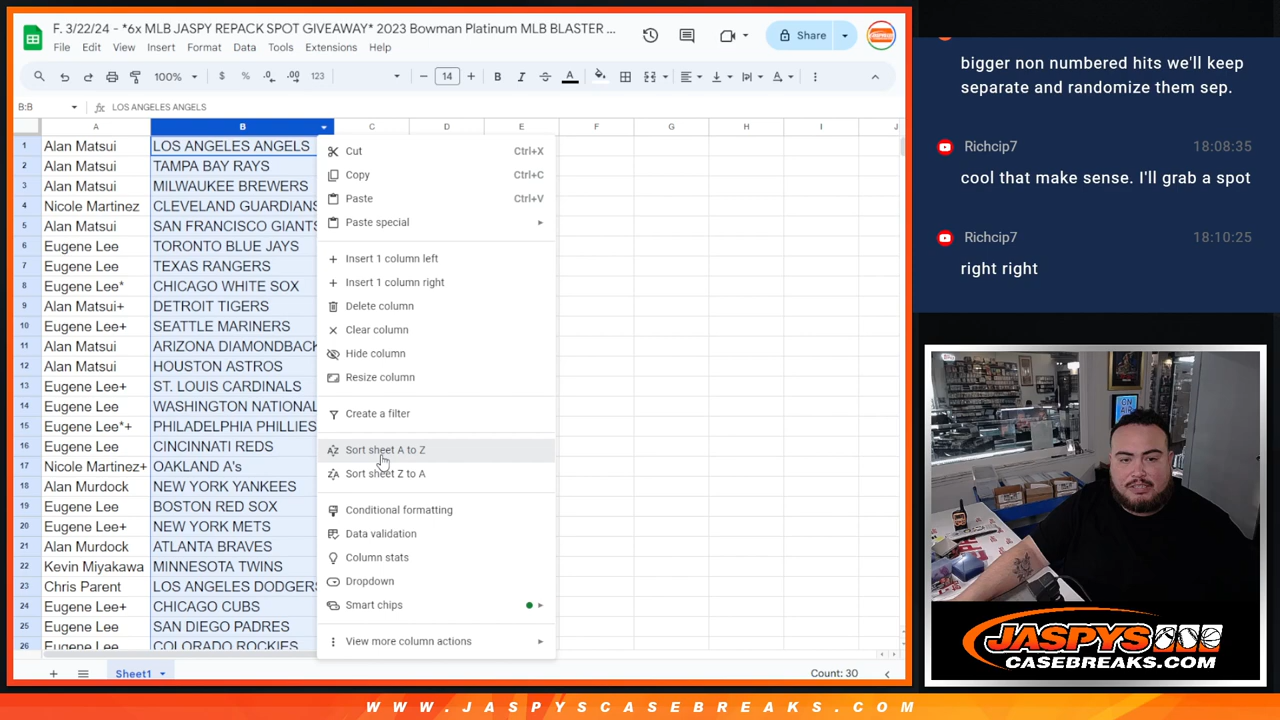 F. 3/22/24 - *6x MLB JASPY REPACK SPOT GIVEAWAY* 2023 Bowman Platinum MLB BLASTER ...
File Edit View Insert Format Data Tools Extensions Help
Share
100% $ % .0 .00 123 14 B I A
B:B fx LOS ANGELES ANGELS
A B C D E F G H I J
1 Alan Matsui LOS ANGELES ANGELS
2 Alan Matsui TAMPA BAY RAYS
3 Alan Matsui MILWAUKEE BREWERS
4 Nicole Martinez CLEVELAND GUARDIANS
5 Alan Matsui SAN FRANCISCO GIANTS
6 Eugene Lee TORONTO BLUE JAYS
7 Eugene Lee TEXAS RANGERS
8 Eugene Lee* CHICAGO WHITE SOX
9 Alan Matsui+ DETROIT TIGERS
10 Eugene Lee+ SEATTLE MARINERS
11 Alan Matsui ARIZONA DIAMONDBACK
12 Alan Matsui HOUSTON ASTROS
13 Eugene Lee+ ST. LOUIS CARDINALS
14 Eugene Lee WASHINGTON NATIONAL
15 Eugene Lee*+ PHILADELPHIA PHILLIES
16 Eugene Lee CINCINNATI REDS
17 Nicole Martinez+ OAKLAND A's
18 Alan Murdock NEW YORK YANKEES
19 Eugene Lee BOSTON RED SOX
20 Eugene Lee+ NEW YORK METS
21 Alan Murdock ATLANTA BRAVES
22 Kevin Miyakawa MINNESOTA TWINS
23 Chris Parent LOS ANGELES DODGERS
24 Eugene Lee+ CHICAGO CUBS
25 Eugene Lee SAN DIEGO PADRES
26 Eugene Lee COLORADO ROCKIES
Cut Ctrl+X
Copy Ctrl+C
Paste Ctrl+V
Paste special
Insert 1 column left
Insert 1 column right
Delete column
Clear column
Hide column
Resize column
Create a filter
Sort sheet A to Z
Sort sheet Z to A
Conditional formatting
Data validation
Column stats
Dropdown
Smart chips
View more column actions
Sheet1
Count: 30
bigger non numbered hits we'll keep
separate and randomize them sep.
Richcip7 18:08:35
cool that make sense. I'll grab a spot
Richcip7 18:10:25
right right
ON AIR
JASPYS
CASEBREAKS.COM
WWW.JASPYSCASEBREAKS.COM